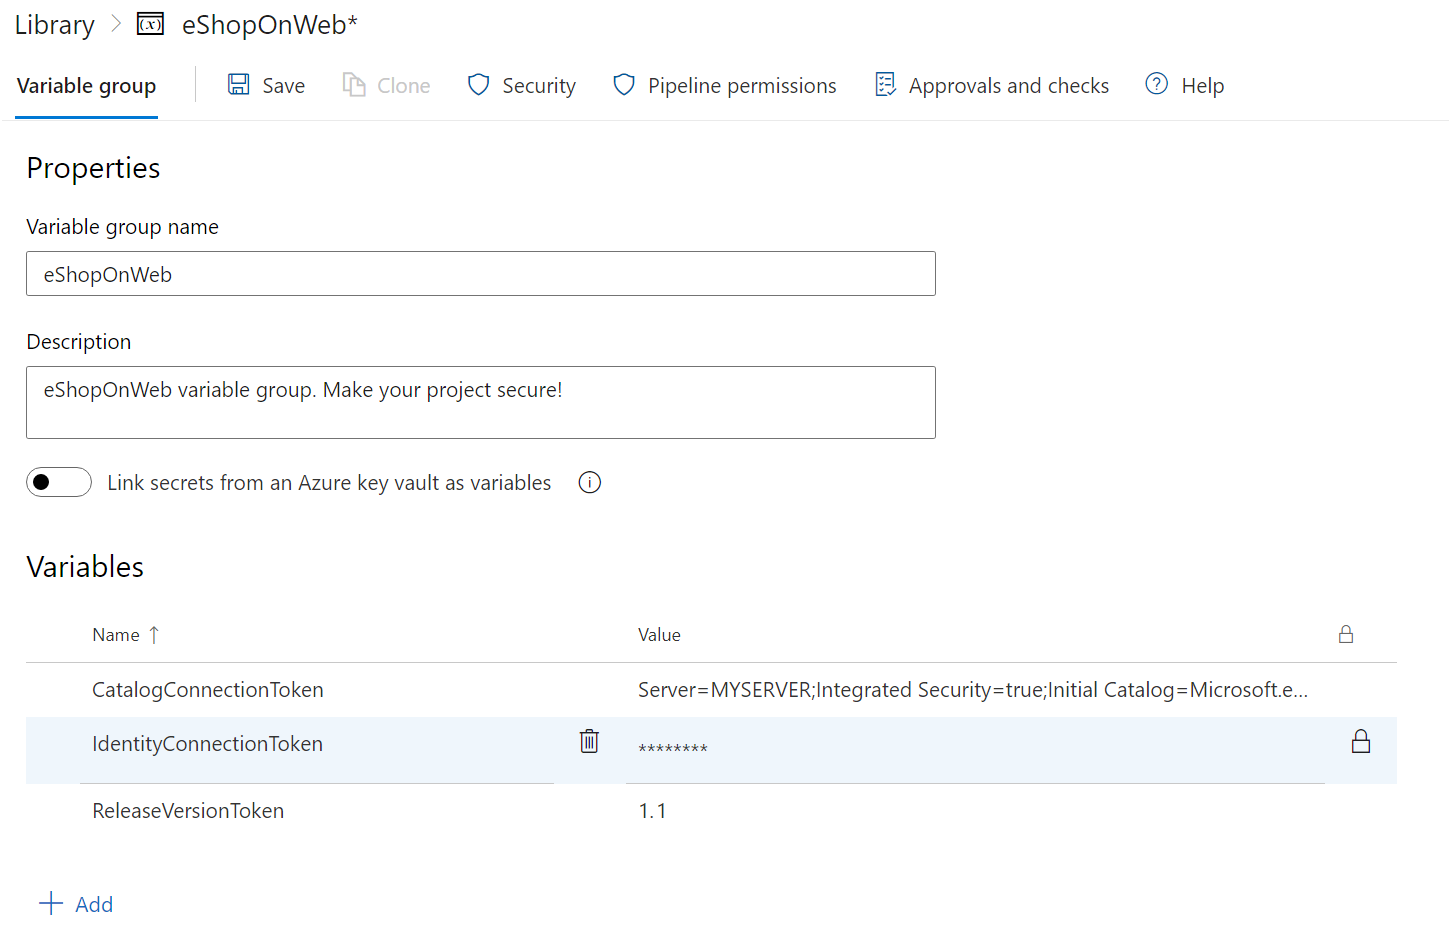 Library > (x) eShopOnWeb*
Variable group Save Clone Security Pipeline permissions Approvals and checks Help
Properties
Variable group name
eShopOnWeb
Description
eShopOnWeb variable group. Make your project secure!
Link secrets from an Azure key vault as variables
Variables
Name ↑ Value
CatalogConnectionToken Server=MYSERVER;Integrated Security=true;Initial Catalog=Microsoft.e...
IdentityConnectionToken ********
ReleaseVersionToken 1.1
+ Add